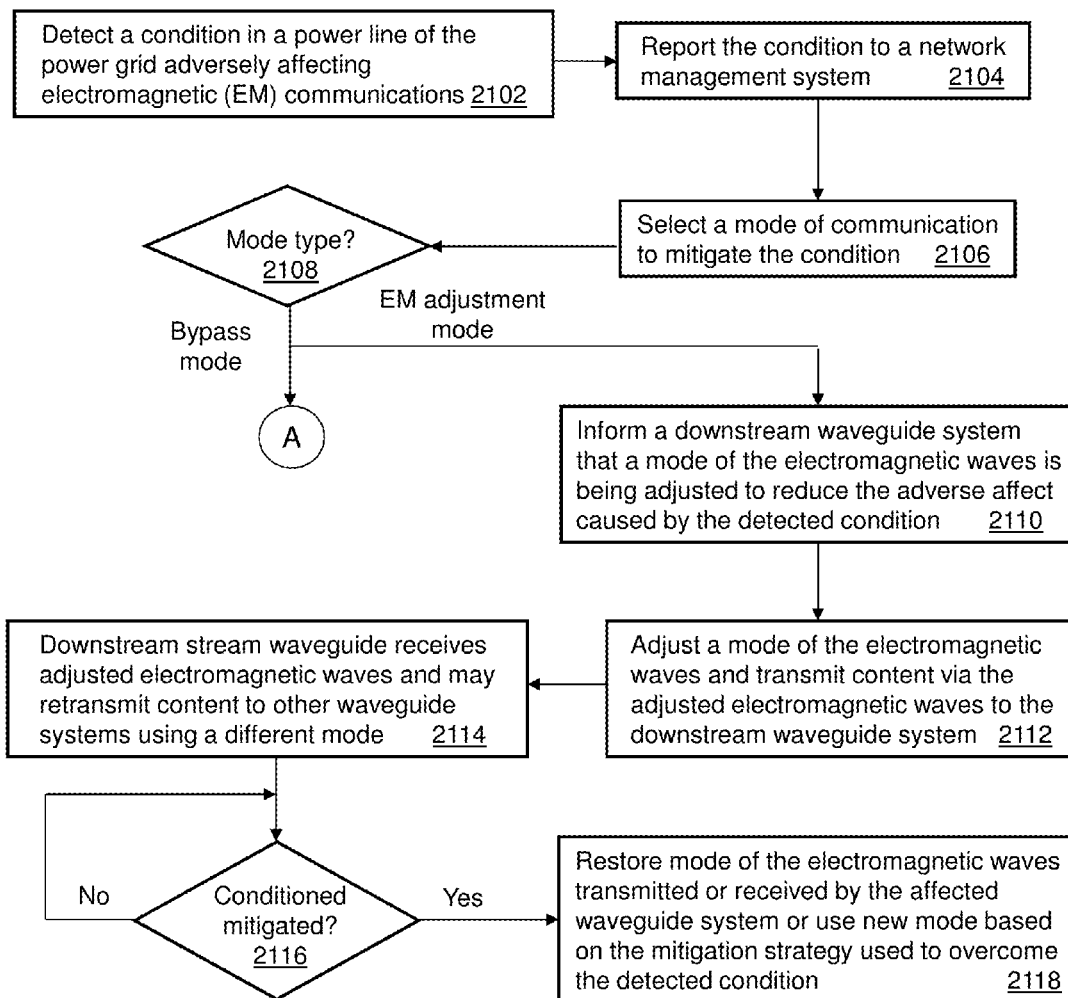 Detect a condition in a power line of the
power grid adversely affecting
electromagnetic (EM) communications 2102
Report the condition to a network
management system 2104
Select a mode of communication
to mitigate the condition 2106
Mode type?
2108
EM adjustment
mode
Bypass
mode
A
Inform a downstream waveguide system
that a mode of the electromagnetic waves is
being adjusted to reduce the adverse affect
caused by the detected condition 2110
Adjust a mode of the electromagnetic
waves and transmit content via the
adjusted electromagnetic waves to the
downstream waveguide system 2112
Downstream stream waveguide receives
adjusted electromagnetic waves and may
retransmit content to other waveguide
systems using a different mode 2114
No
Conditioned
mitigated?
2116
Yes
Restore mode of the electromagnetic waves
transmitted or received by the affected
waveguide system or use new mode based
on the mitigation strategy used to overcome
the detected condition 2118